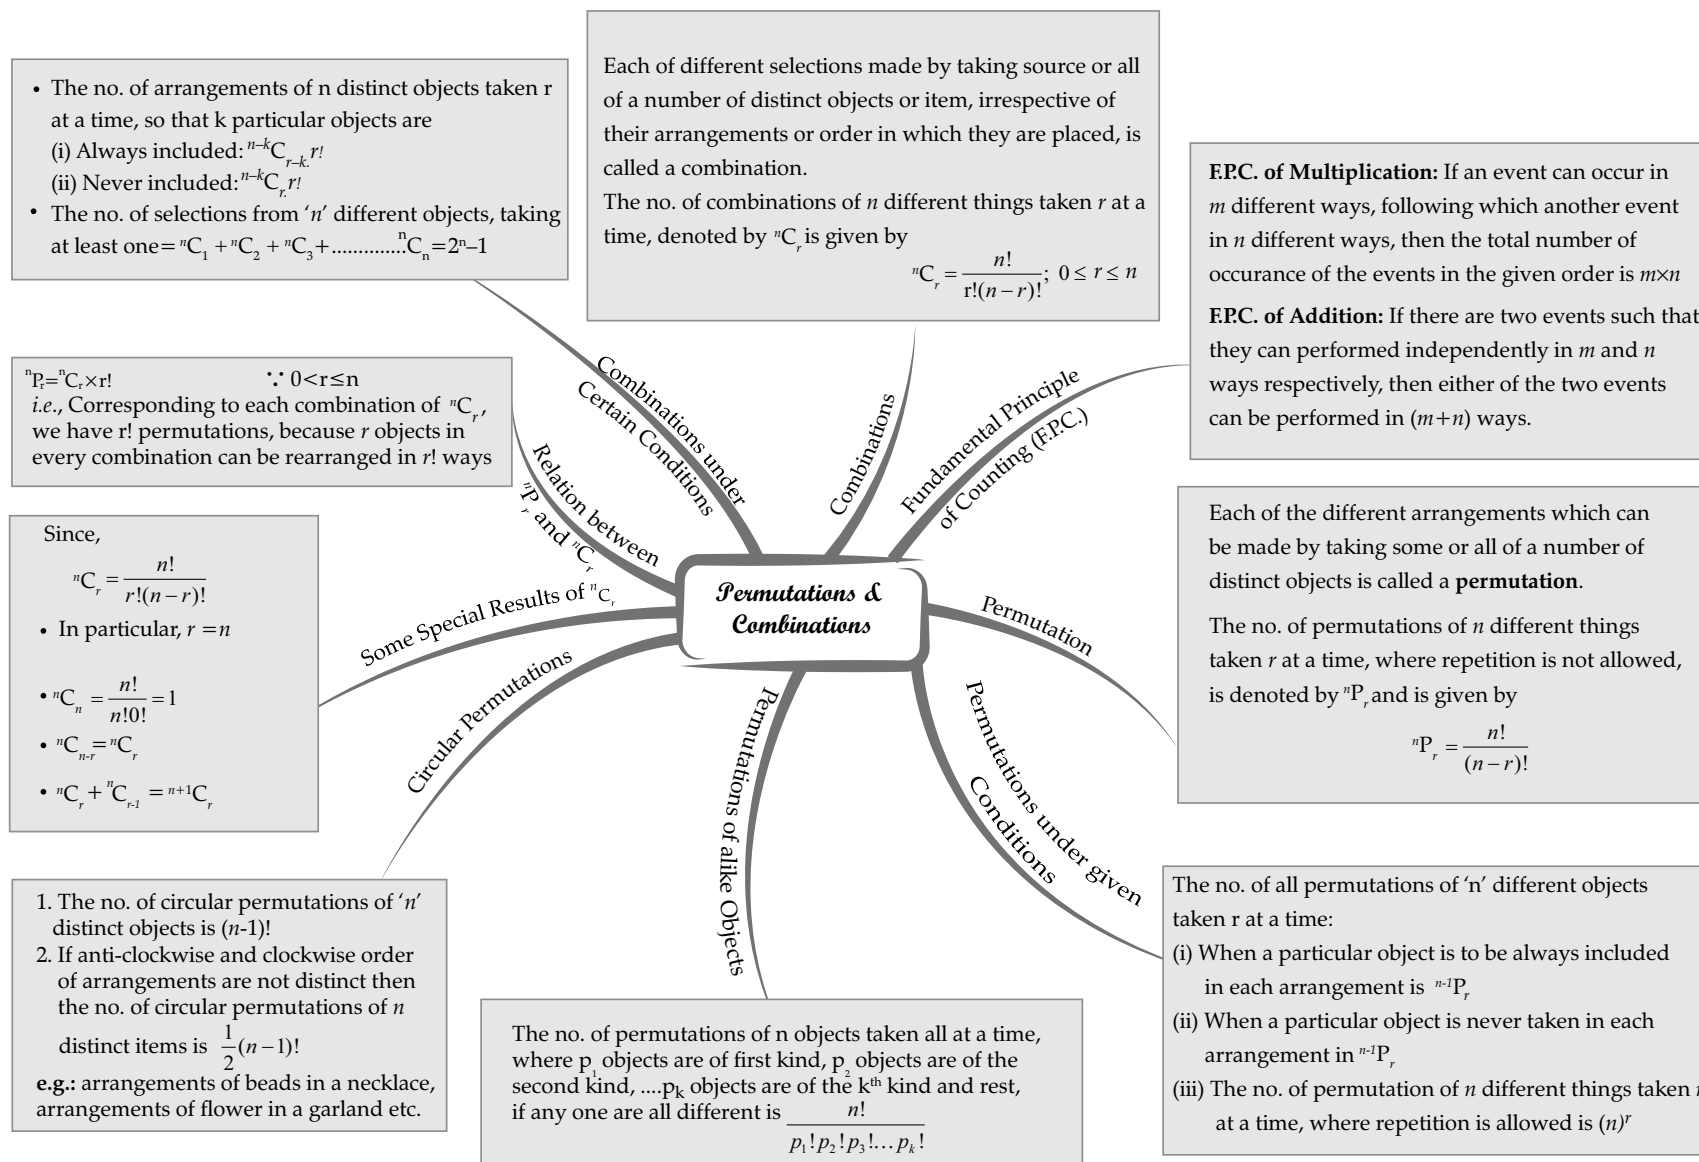 • The no. of arrangements of n distinct objects taken r
at a time, so that k particular objects are
(i) Always included: ⁿ⁻ᵏC_{r–k.} r!
(ii) Never included: ⁿ⁻ᵏC_{r.} r!
• The no. of selections from ‘n’ different objects, taking
at least one = ⁿC₁ + ⁿC₂ + ⁿC₃ +.............. ⁿCₙ = 2ⁿ–1
Each of different selections made by taking source or all
of a number of distinct objects or item, irrespective of
their arrangements or order in which they are placed, is
called a combination.
The no. of combinations of n different things taken r at a
time, denoted by ⁿCᵣ is given by
ⁿCᵣ = n!/(r!(n – r)!); 0 ≤ r ≤ n
F.P.C. of Multiplication: If an event can occur in
m different ways, following which another event
in n different ways, then the total number of
occurance of the events in the given order is m×n
F.P.C. of Addition: If there are two events such that
they can performed independently in m and n
ways respectively, then either of the two events
can be performed in (m+n) ways.
ⁿPᵣ = ⁿCᵣ × r! ∵ 0<r≤n
i.e., Corresponding to each combination of ⁿCᵣ,
we have r! permutations, because r objects in
every combination can be rearranged in r! ways
Combinations under
Certain Conditions
Combinations
Fundamental Principle
of Counting (F.P.C.)
Relation between
ⁿPᵣ and ⁿCᵣ
Since,
ⁿCᵣ = n!/(r!(n – r)!)
• In particular, r = n
• ⁿCₙ = n!/(n!0!) = 1
• ⁿC_{n-r} = ⁿCᵣ
• ⁿCᵣ + ⁿC_{r-1} = ⁿ⁺¹Cᵣ
Some Special Results of ⁿCᵣ
Permutations &
Combinations
Permutation
Each of the different arrangements which can
be made by taking some or all of a number of
distinct objects is called a permutation.
The no. of permutations of n different things
taken r at a time, where repetition is not allowed,
is denoted by ⁿPᵣ and is given by
ⁿPᵣ = n!/(n – r)!
Circular Permutations
Permutations of alike Objects
Permutations under given
Conditions
1. The no. of circular permutations of ‘n’
distinct objects is (n-1)!
2. If anti-clockwise and clockwise order
of arrangements are not distinct then
the no. of circular permutations of n
distinct items is 1/2 (n – 1)!
e.g.: arrangements of beads in a necklace,
arrangements of flower in a garland etc.
The no. of permutations of n objects taken all at a time,
where p₁ objects are of first kind, p₂ objects are of the
second kind, ....pₖ objects are of the kᵗʰ kind and rest,
if any one are all different is n!/(p₁! p₂! p₃!... pₖ!)
The no. of all permutations of ‘n’ different objects
taken r at a time:
(i) When a particular object is to be always included
in each arrangement is ⁿ⁻¹Pᵣ
(ii) When a particular object is never taken in each
arrangement in ⁿ⁻¹Pᵣ
(iii) The no. of permutation of n different things taken
at a time, where repetition is allowed is (n)ʳ